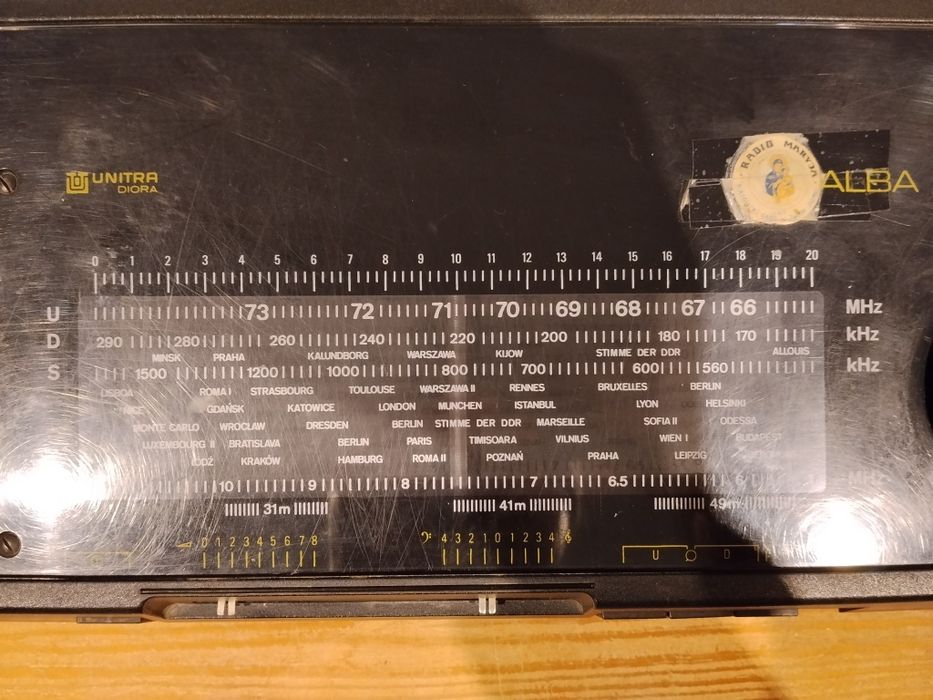 UNITRA
DIORA
RADIO MARYJA
ALBA
0 1 2 3 4 5 6 7 8 9 10 11 12 13 14 15 16 17 18 19 20
U 73 72 71 70 69 68 67 66 MHz
D 290 280 260 240 220 200 180 170 kHz
MINSK PRAHA KALUNDBORG WARSZAWA KIJOW STIMME DER DDR ALLOUIS
S 1500 1200 1000 800 700 600 560 kHz
LISBOA ROMA I STRASBOURG TOULOUSE WARSZAWA II RENNES BRUXELLES BERLIN
NICE GDAŃSK KATOWICE LONDON MUNCHEN ISTANBUL LYON HELSINKI
MONTE CARLO WROCŁAW DRESDEN BERLIN STIMME DER DDR MARSEILLE SOFIA II ODESSA
LUXEMBOURG II BRATISLAVA BERLIN PARIS TIMISOARA VILNIUS WIEN I BUDAPEST
ŁÓDŹ KRAKÓW HAMBURG ROMA II POZNAŃ PRAHA LEIPZIG
10 9 8 7 6.5 6 MHz
31m 41m 49m
0 1 2 3 4 5 6 7 8 4 3 2 1 0 1 2 3 4 U D